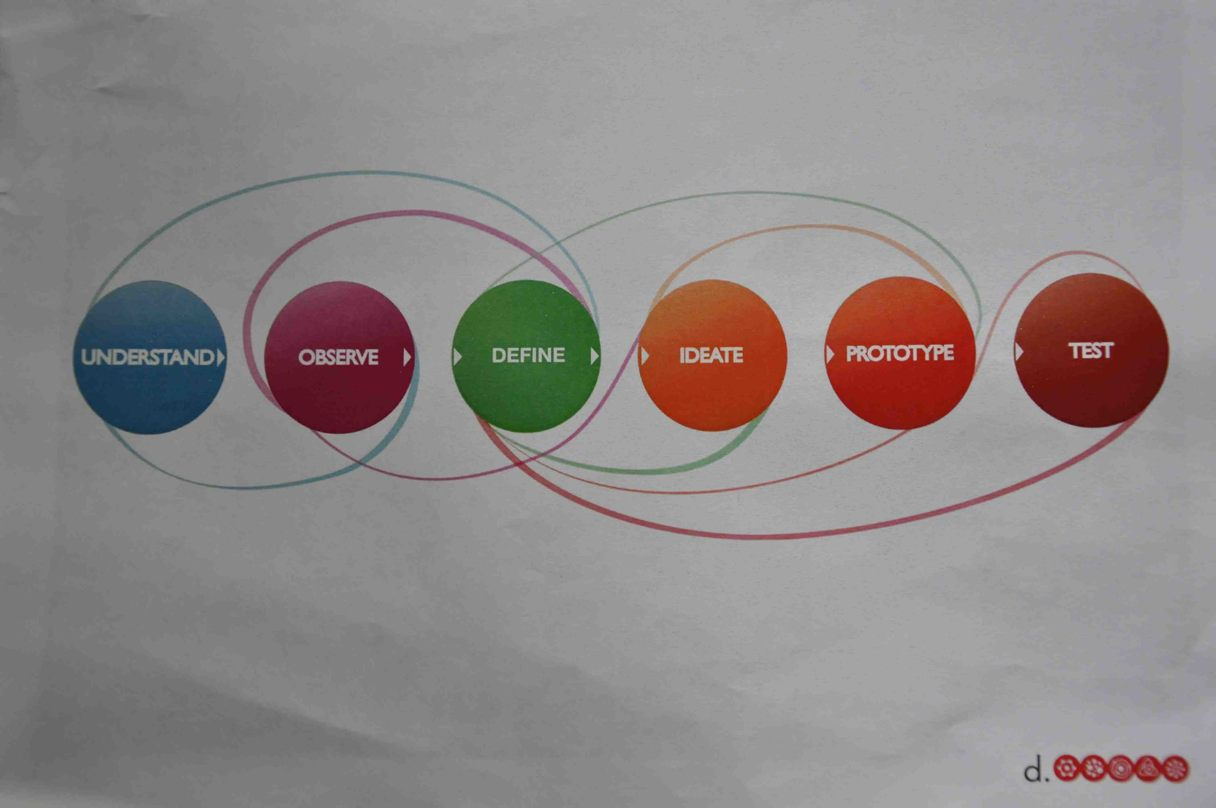 UNDERSTAND
OBSERVE
DEFINE
IDEATE
PROTOTYPE
TEST
d.